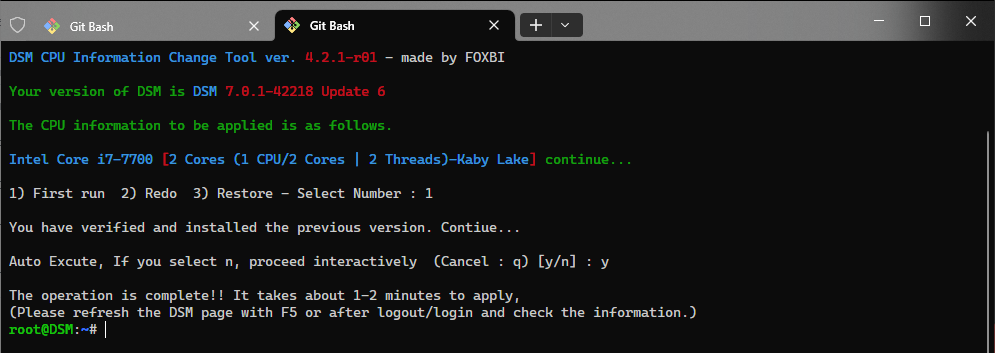 Git Bash
Git Bash
DSM CPU Information Change Tool ver. 4.2.1-r01 - made by FOXBI
Your version of DSM is DSM 7.0.1-42218 Update 6
The CPU information to be applied is as follows.
Intel Core i7-7700 [2 Cores (1 CPU/2 Cores | 2 Threads)-Kaby Lake] continue...
1) First run  2) Redo  3) Restore - Select Number : 1
You have verified and installed the previous version. Contiue...
Auto Excute, If you select n, proceed interactively  (Cancel : q) [y/n] : y
The operation is complete!! It takes about 1-2 minutes to apply,
(Please refresh the DSM page with F5 or after logout/login and check the information.)
root@DSM:~#